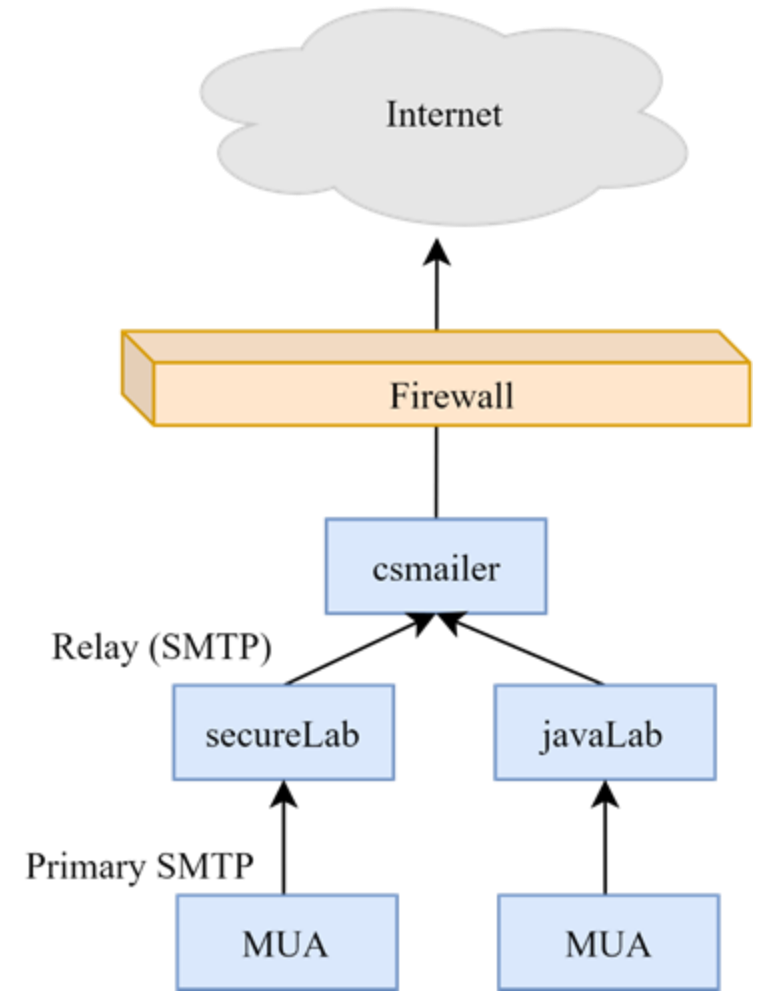 Internet
Firewall
csmailer
Relay (SMTP)
secureLab
javaLab
Primary SMTP
MUA
MUA